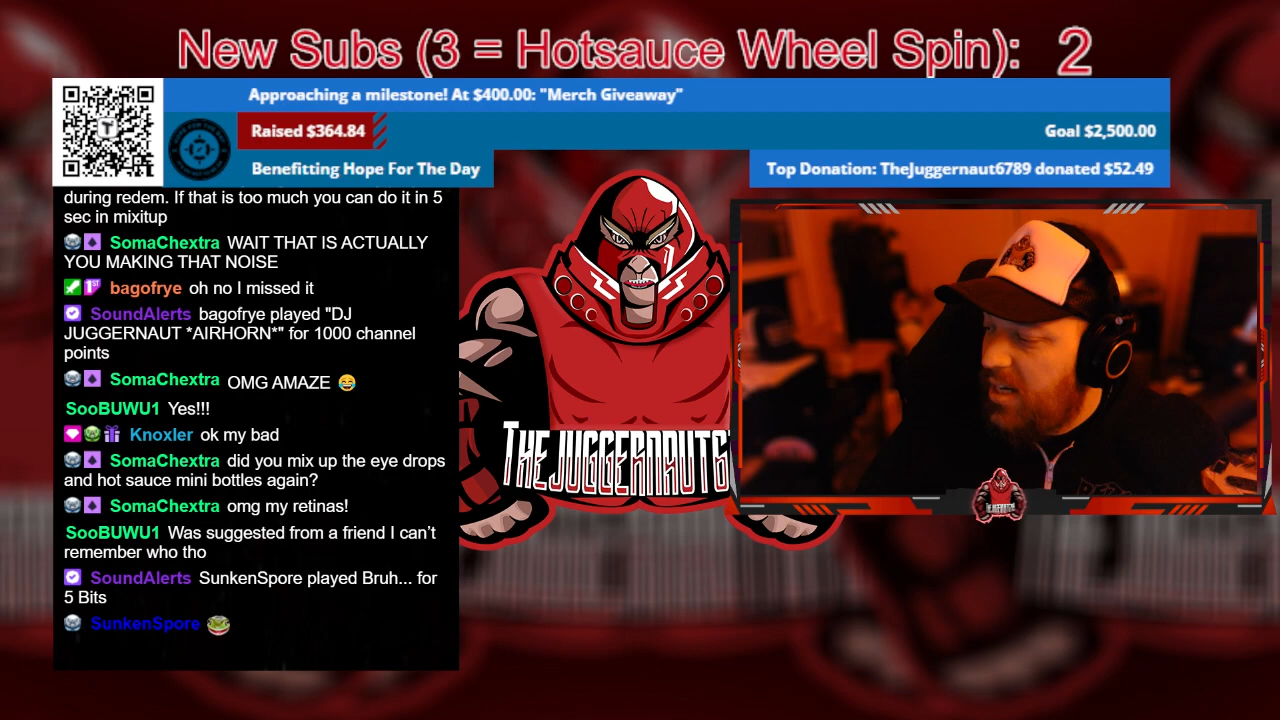 New Subs (3 = Hotsauce Wheel Spin): 2
Approaching a milestone! At $400.00: "Merch Giveaway"
Raised $364.84
Goal $2,500.00
Benefitting Hope For The Day
Top Donation: TheJuggernaut6789 donated $52.49
during redem. If that is too much you can do it in 5
sec in mixitup
SomaChextra WAIT THAT IS ACTUALLY
YOU MAKING THAT NOISE
bagofrye oh no I missed it
SoundAlerts bagofrye played "DJ
JUGGERNAUT *AIRHORN*" for 1000 channel
points
SomaChextra OMG AMAZE 😂
SooBUWU1 Yes!!!
Knoxler ok my bad
SomaChextra did you mix up the eye drops
and hot sauce mini bottles again?
SomaChextra omg my retinas!
SooBUWU1 Was suggested from a friend I can't
remember who tho
SoundAlerts SunkenSpore played Bruh... for
5 Bits
SunkenSpore
THEJUGGERNAUT6